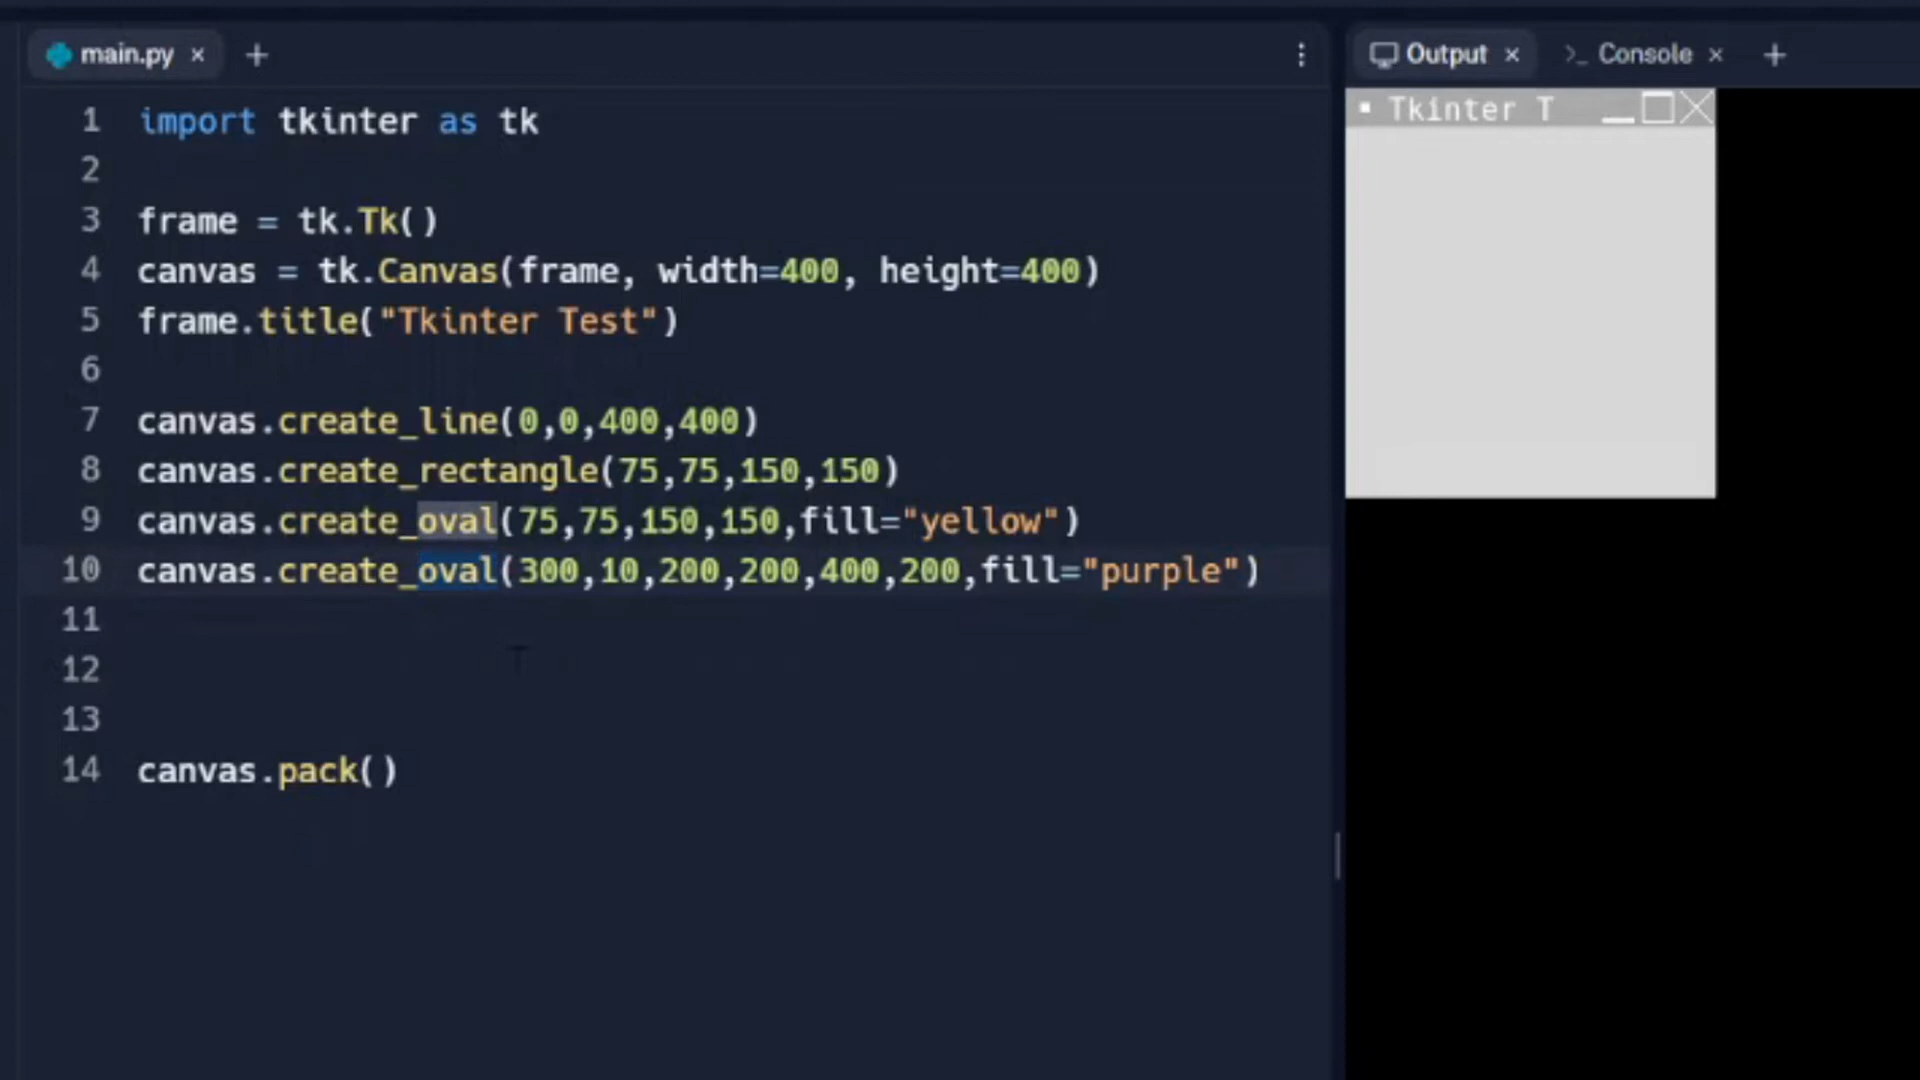 main.py × +
1 import tkinter as tk
2
3 frame = tk.Tk()
4 canvas = tk.Canvas(frame, width=400, height=400)
5 frame.title("Tkinter Test")
6
7 canvas.create_line(0,0,400,400)
8 canvas.create_rectangle(75,75,150,150)
9 canvas.create_oval(75,75,150,150,fill="yellow")
10 canvas.create_oval(300,10,200,200,400,200,fill="purple")
11
12
13
14 canvas.pack()
Output × >_ Console × +
Tkinter T